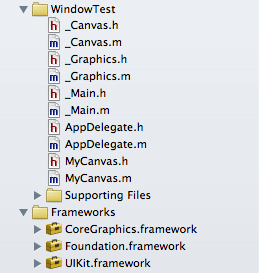 WindowTest
h _Canvas.h
m _Canvas.m
h _Graphics.h
m _Graphics.m
h _Main.h
m _Main.m
h AppDelegate.h
m AppDelegate.m
h MyCanvas.h
m MyCanvas.m
Supporting Files
Frameworks
CoreGraphics.framework
Foundation.framework
UIKit.framework